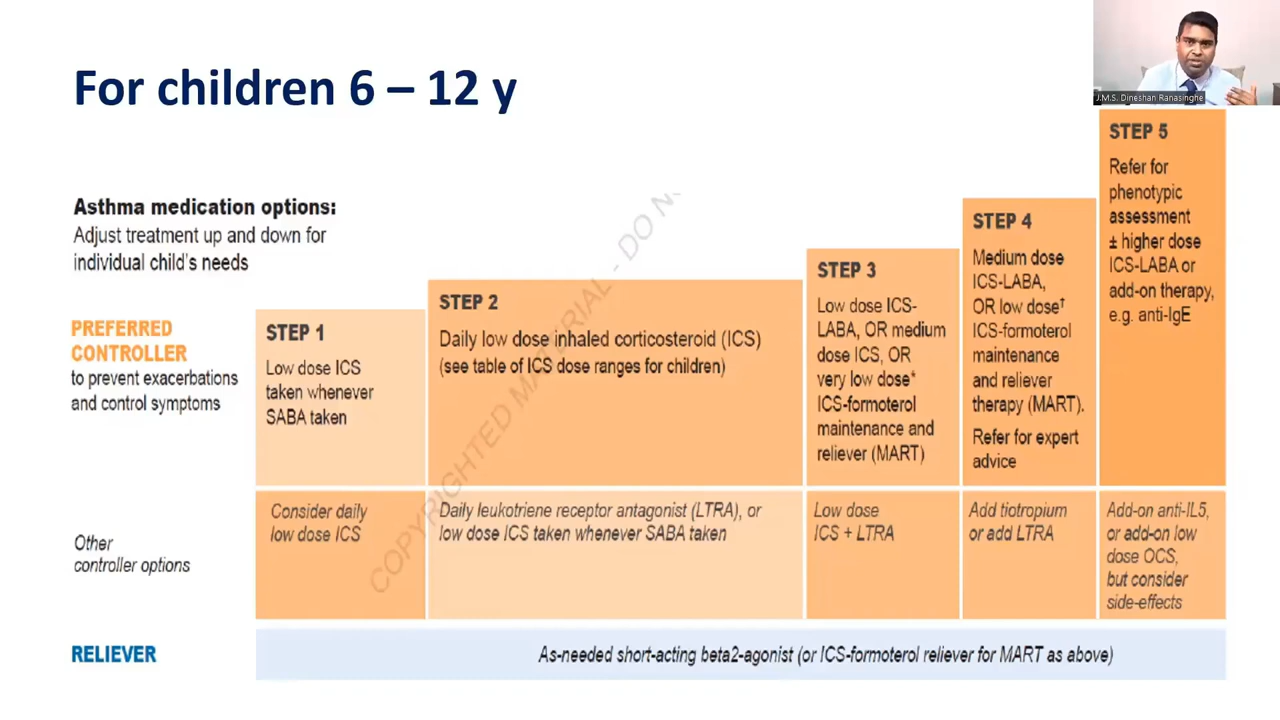 For children 6 – 12 y
J.M.S. Dineshan Ranasinghe
Asthma medication options:
Adjust treatment up and down for
individual child's needs
PREFERRED
CONTROLLER
to prevent exacerbations
and control symptoms
STEP 1
Low dose ICS
taken whenever
SABA taken
STEP 2
Daily low dose inhaled corticosteroid (ICS)
(see table of ICS dose ranges for children)
STEP 3
Low dose ICS-
LABA, OR medium
dose ICS, OR
very low dose*
ICS-formoterol
maintenance and
reliever (MART)
STEP 4
Medium dose
ICS-LABA,
OR low dose†
ICS-formoterol
maintenance
and reliever
therapy (MART).
Refer for expert
advice
STEP 5
Refer for
phenotypic
assessment
± higher dose
ICS-LABA or
add-on therapy,
e.g. anti-IgE
Other
controller options
Consider daily
low dose ICS
Daily leukotriene receptor antagonist (LTRA), or
low dose ICS taken whenever SABA taken
Low dose
ICS + LTRA
Add tiotropium
or add LTRA
Add-on anti-IL5,
or add-on low
dose OCS,
but consider
side-effects
RELIEVER
As-needed short-acting beta2-agonist (or ICS-formoterol reliever for MART as above)
COPYRIGHTED MATERIAL - DO